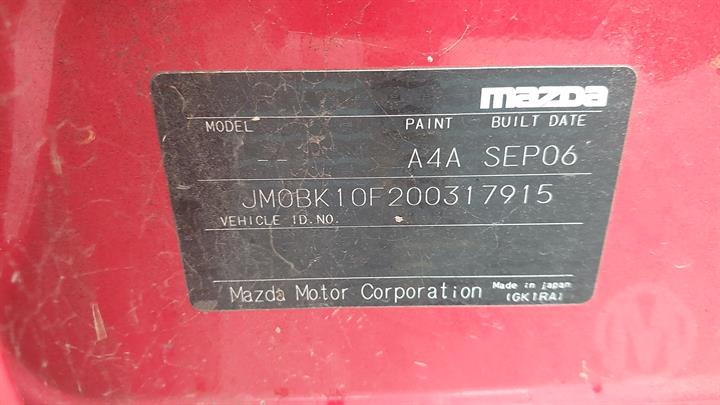 mazda
MODEL PAINT BUILT DATE
-- A4A SEP06
JM0BK10F200317915
VEHICLE ID.NO.
Mazda Motor Corporation Made in japan
(GK1RA)
M